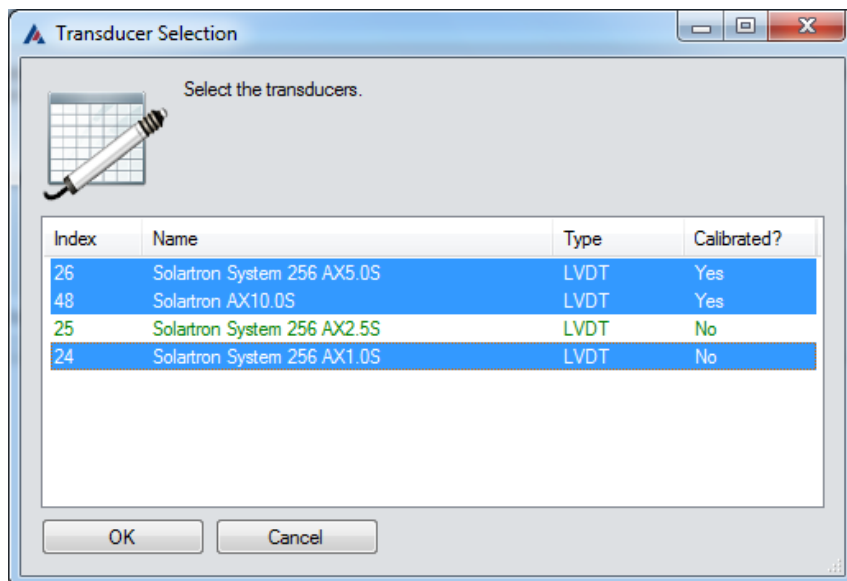 Transducer Selection
Select the transducers.
Index Name Type Calibrated?
26 Solartron System 256 AX5.0S LVDT Yes
48 Solartron AX10.0S LVDT Yes
25 Solartron System 256 AX2.5S LVDT No
24 Solartron System 256 AX1.0S LVDT No
OK Cancel